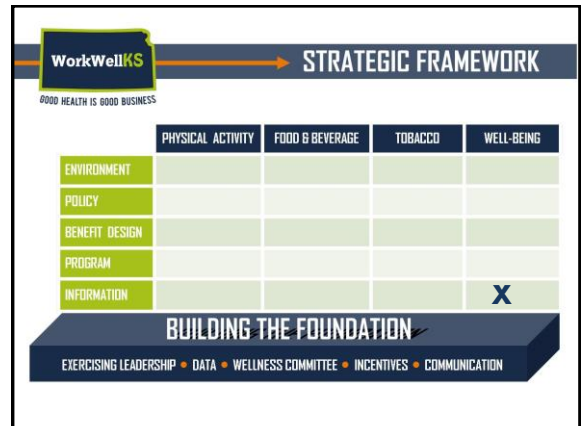 WorkWellKS
STRATEGIC FRAMEWORK
GOOD HEALTH IS GOOD BUSINESS
PHYSICAL ACTIVITY FOOD & BEVERAGE TOBACCO WELL-BEING
ENVIRONMENT
POLICY
BENEFIT DESIGN
PROGRAM
INFORMATION X
BUILDING THE FOUNDATION
EXERCISING LEADERSHIP • DATA • WELLNESS COMMITTEE • INCENTIVES • COMMUNICATION